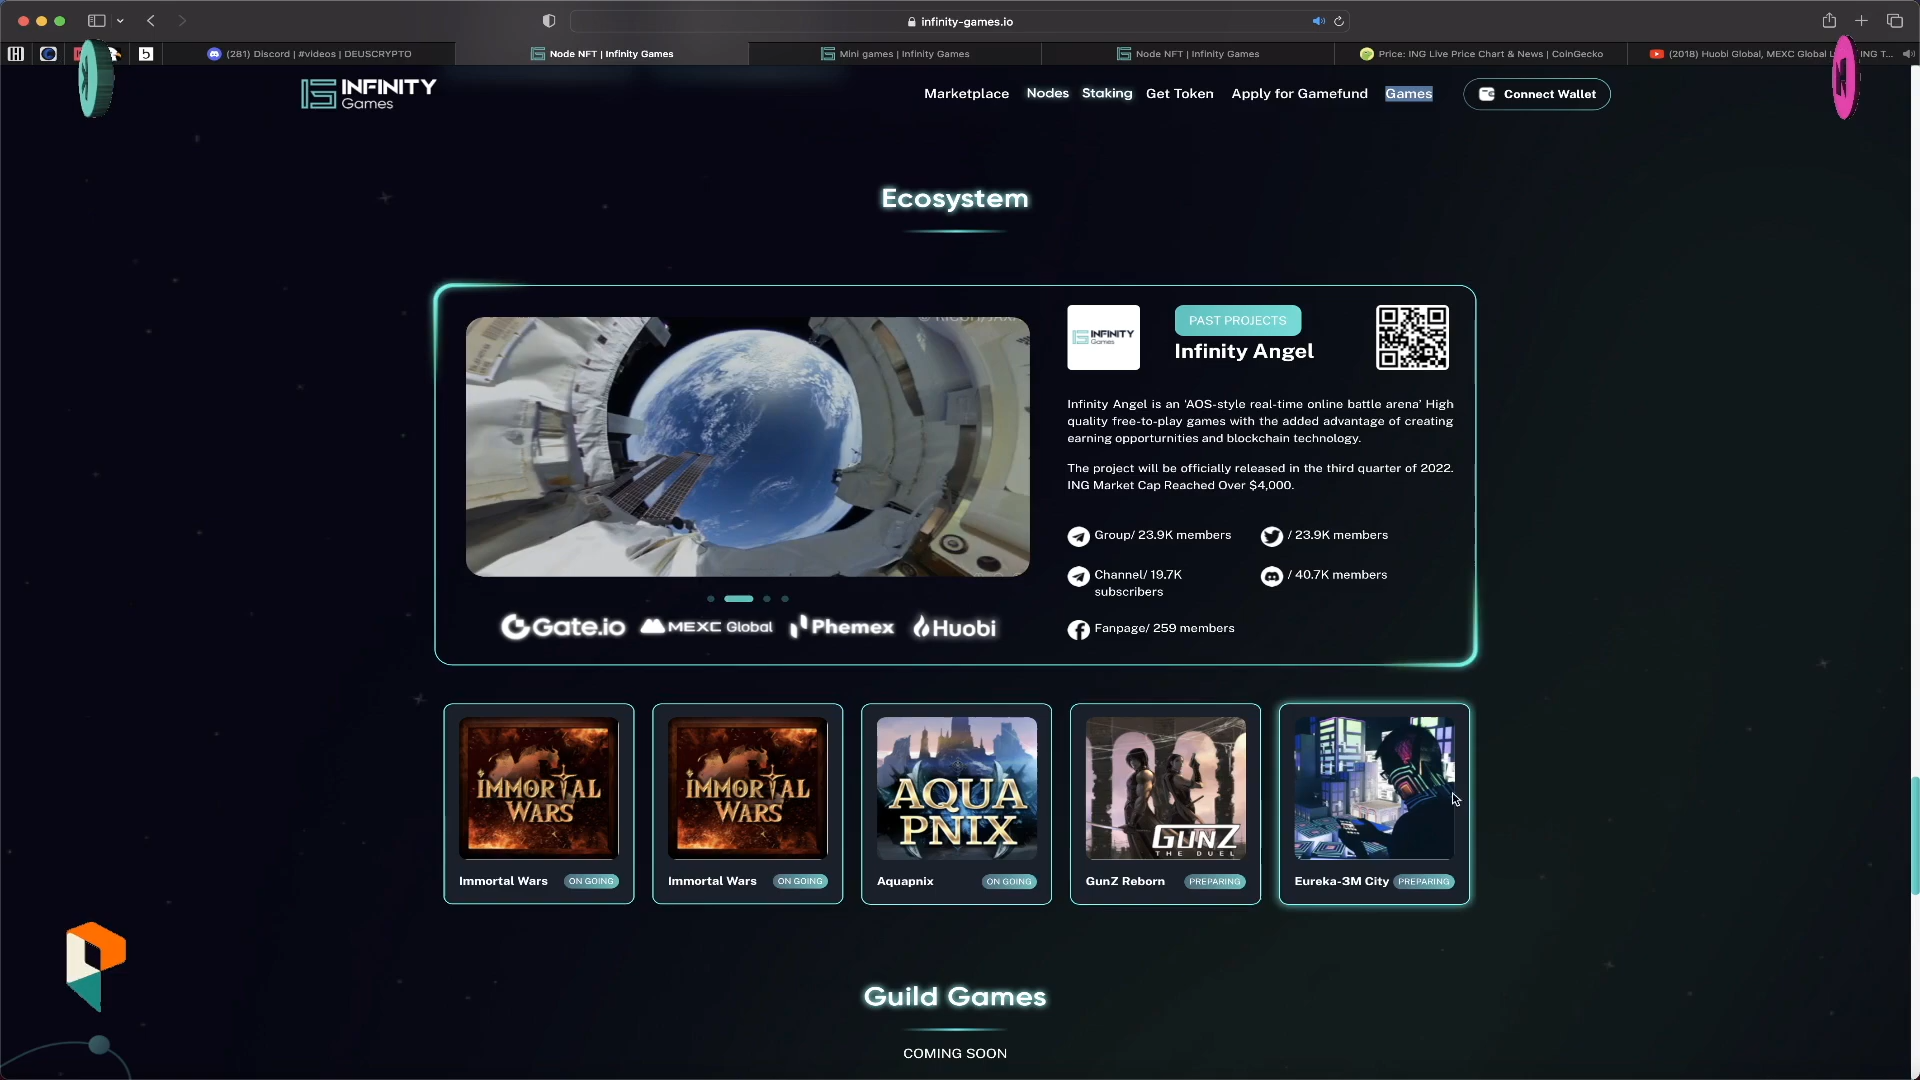 infinity-games.io
(281) Discord | #videos | DEUSCRYPTO
Node NFT | Infinity Games
Mini games | Infinity Games
Node NFT | Infinity Games
Price: ING Live Price Chart & News | CoinGecko
(2018) Huobi Global, MEXC Global L
ING T...
INFINITY
Games
Marketplace
Nodes
Staking
Get Token
Apply for Gamefund
Games
Connect Wallet
Ecosystem
INFINITY
Games
PAST PROJECTS
Infinity Angel
Infinity Angel is an 'AOS-style real-time online battle arena' High
quality free-to-play games with the added advantage of creating
earning opportunities and blockchain technology.
The project will be officially released in the third quarter of 2022.
ING Market Cap Reached Over $4,000.
Group/ 23.9K members
/ 23.9K members
Channel/ 19.7K
subscribers
/ 40.7K members
Fanpage/ 259 members
Gate.io
MEXC Global
Phemex
Huobi
IMMORTAL
WARS
Immortal Wars
ON GOING
IMMORTAL
WARS
Immortal Wars
ON GOING
AQUA
PNIX
Aquapnix
ON GOING
GUNZ
THE DUEL
GunZ Reborn
PREPARING
Eureka-3M City
PREPARING
Guild Games
COMING SOON